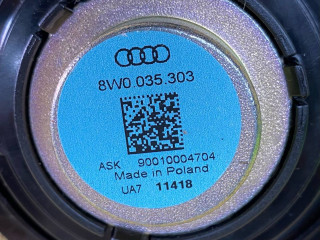 8W0 035.303
ASK 90010004704
Made in Poland
UA7 11418